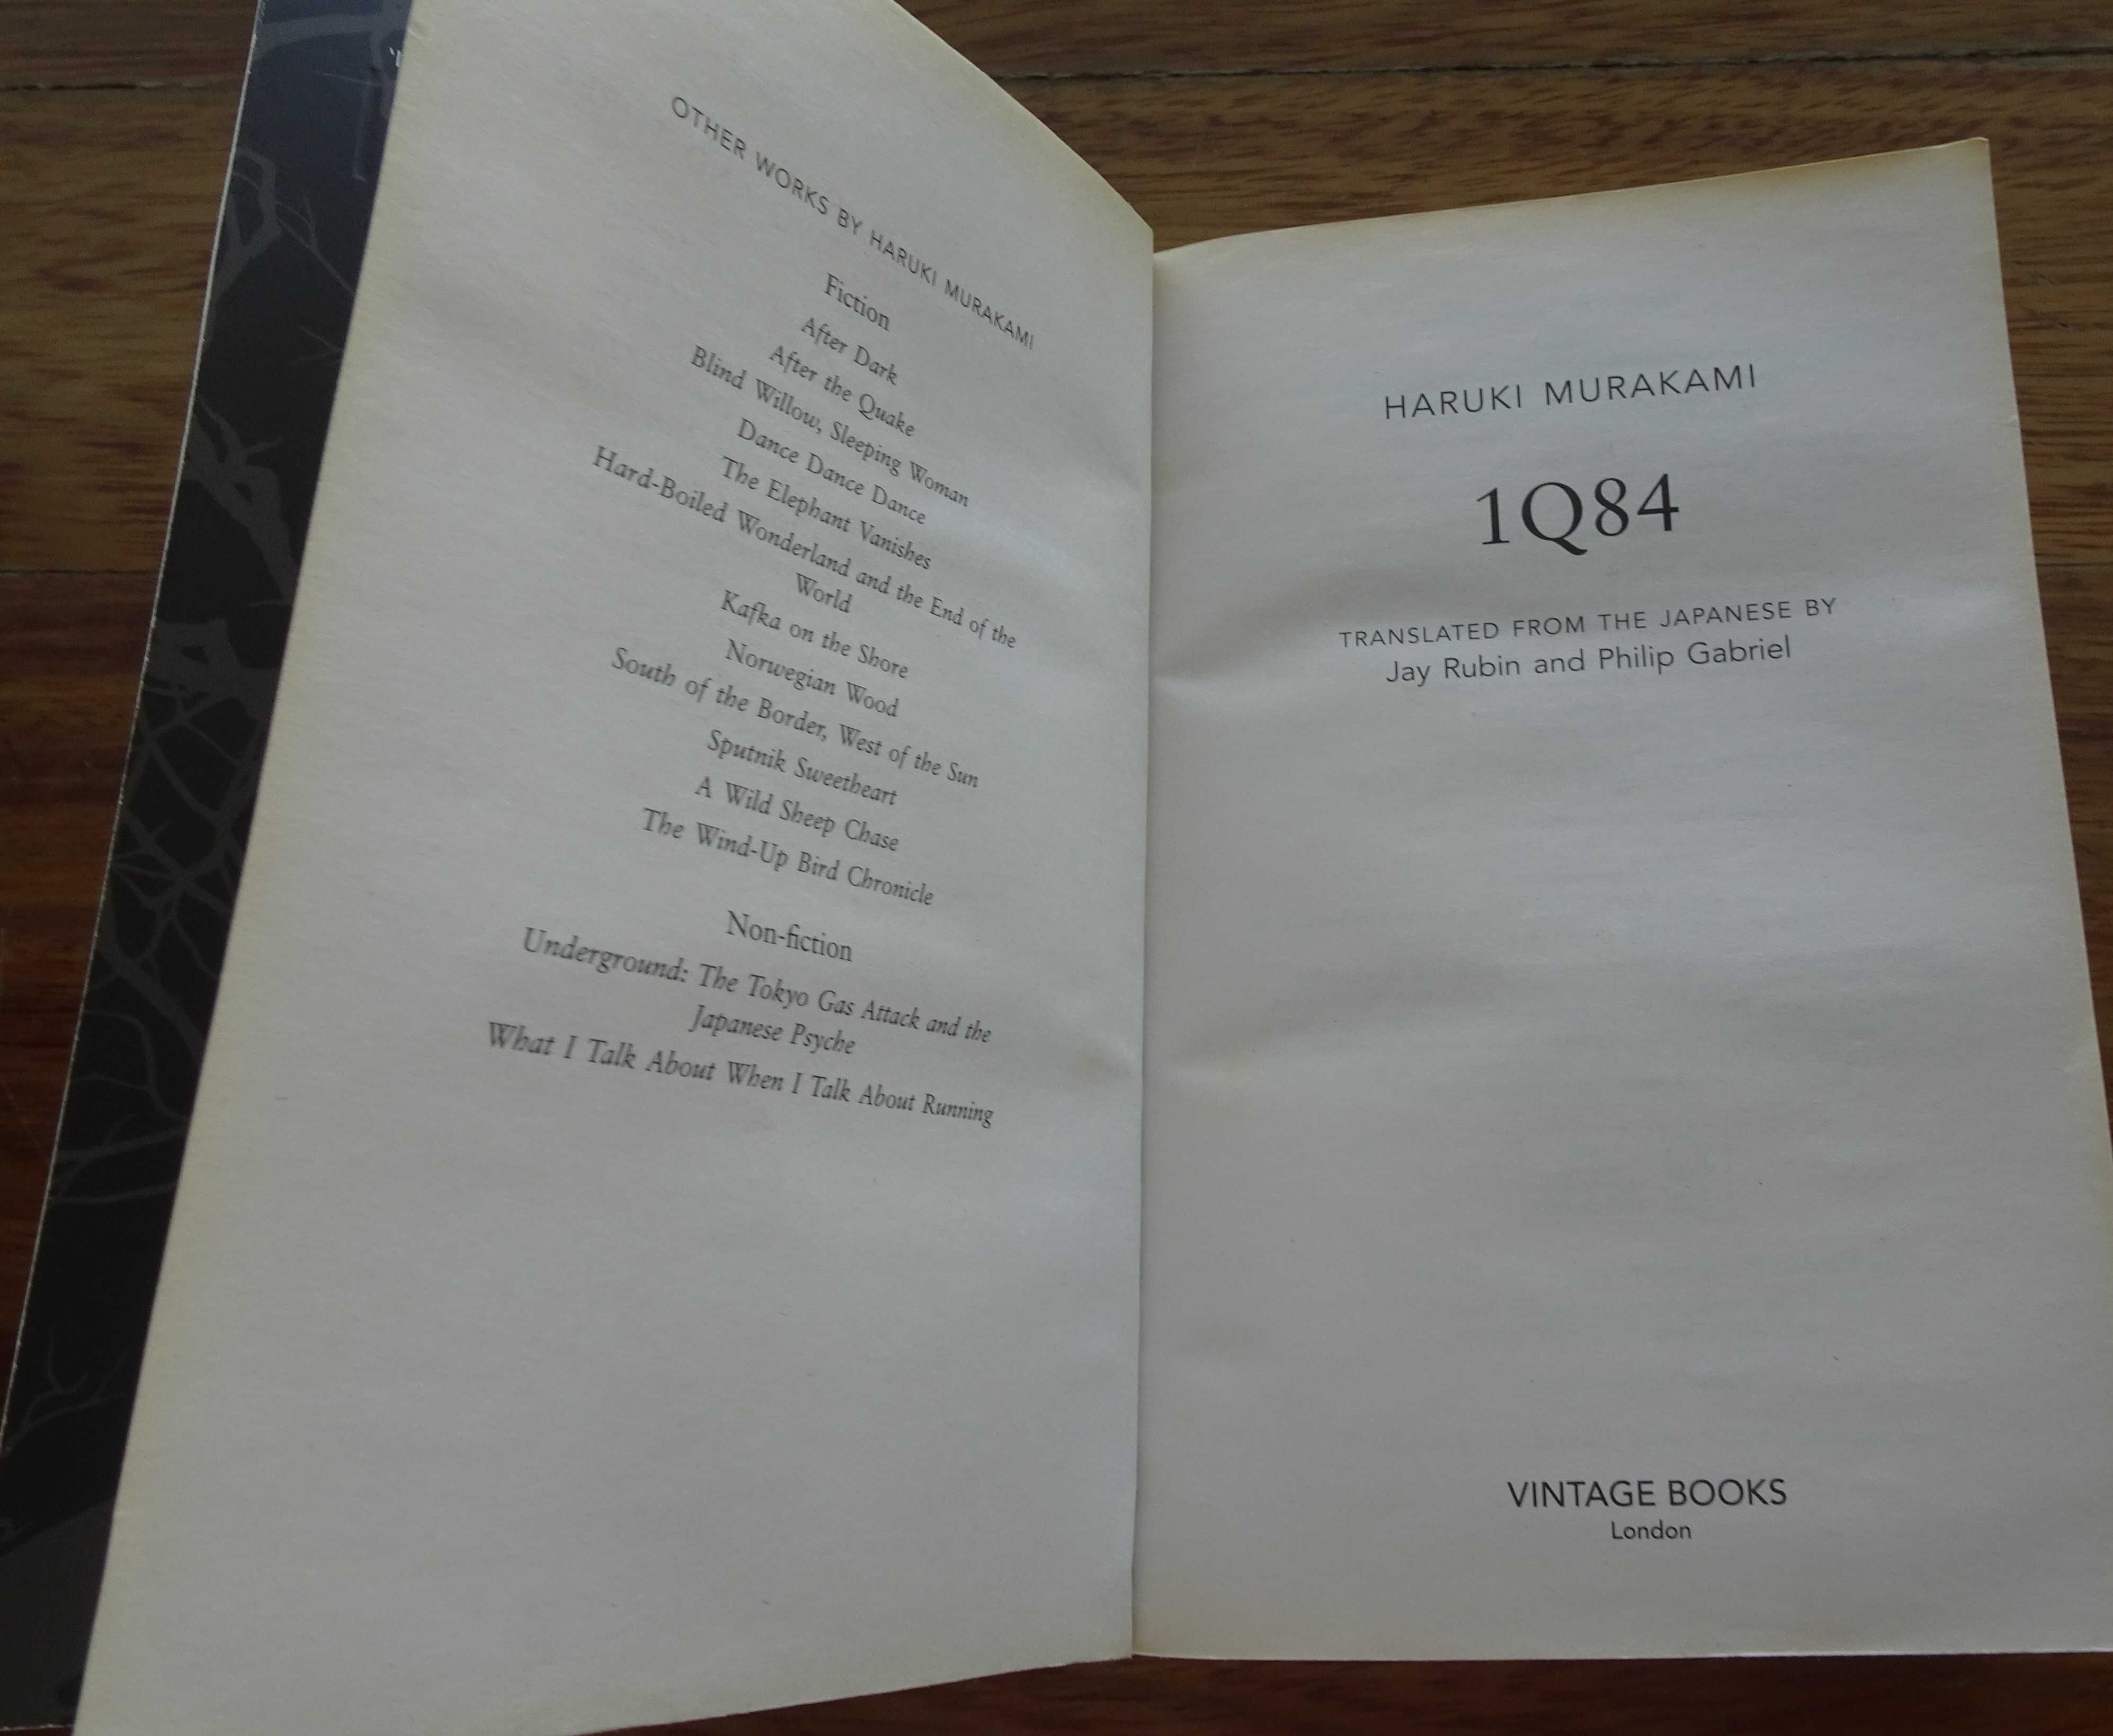 OTHER WORKS BY HARUKI MURAKAMI
Fiction
After Dark
After the Quake
Blind Willow, Sleeping Woman
Dance Dance Dance
The Elephant Vanishes
Hard-Boiled Wonderland and the End of the
World
Kafka on the Shore
Norwegian Wood
South of the Border, West of the Sun
Sputnik Sweetheart
A Wild Sheep Chase
The Wind-Up Bird Chronicle
Non-fiction
Underground: The Tokyo Gas Attack and the
Japanese Psyche
What I Talk About When I Talk About Running
HARUKI MURAKAMI
1Q84
TRANSLATED FROM THE JAPANESE BY
Jay Rubin and Philip Gabriel
VINTAGE BOOKS
London